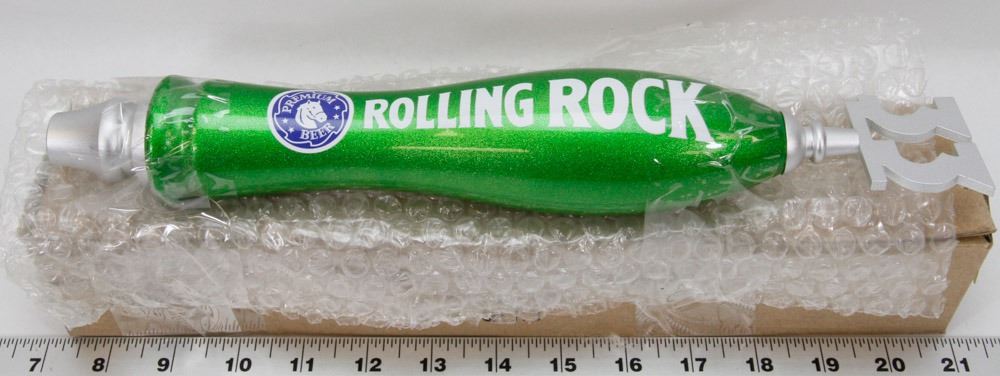 PREMIUM
BEER
ROLLING ROCK
RR
7 8 9 10 11 12 13 14 15 16 17 18 19 20 21